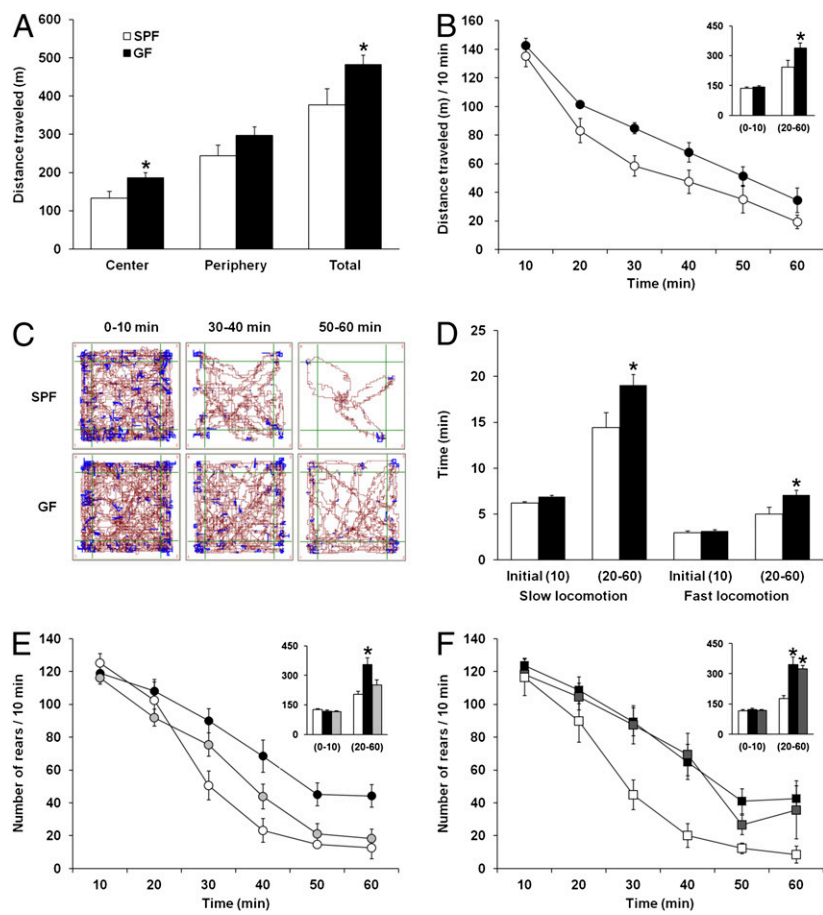 A
SPF
GF
600
500
400
300
200
100
0
Distance traveled (m)
*
*
Center Periphery Total
B
160
140
120
100
80
60
40
20
0
Distance traveled (m) / 10 min
10 20 30 40 50 60
Time (min)
450
300
150
0
*
(0-10) (20-60)
C
0-10 min 30-40 min 50-60 min
SPF
GF
D
25
20
15
10
5
0
Time (min)
*
*
Initial (10) (20-60) Initial (10) (20-60)
Slow locomotion Fast locomotion
E
140
120
100
80
60
40
20
0
Number of rears / 10 min
10 20 30 40 50 60
Time (min)
450
300
150
0
*
(0-10) (20-60)
F
140
120
100
80
60
40
20
0
Number of rears / 10 min
10 20 30 40 50 60
Time (min)
450
300
150
0
* *
(0-10) (20-60)